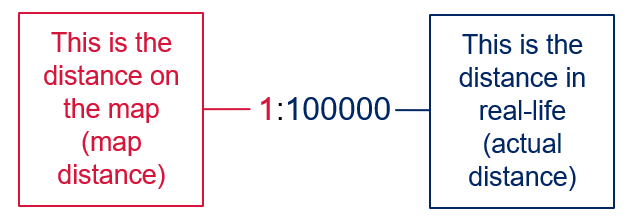 This is the
distance on
the map
(map
distance)
1:100000
This is the
distance in
real-life
(actual
distance)